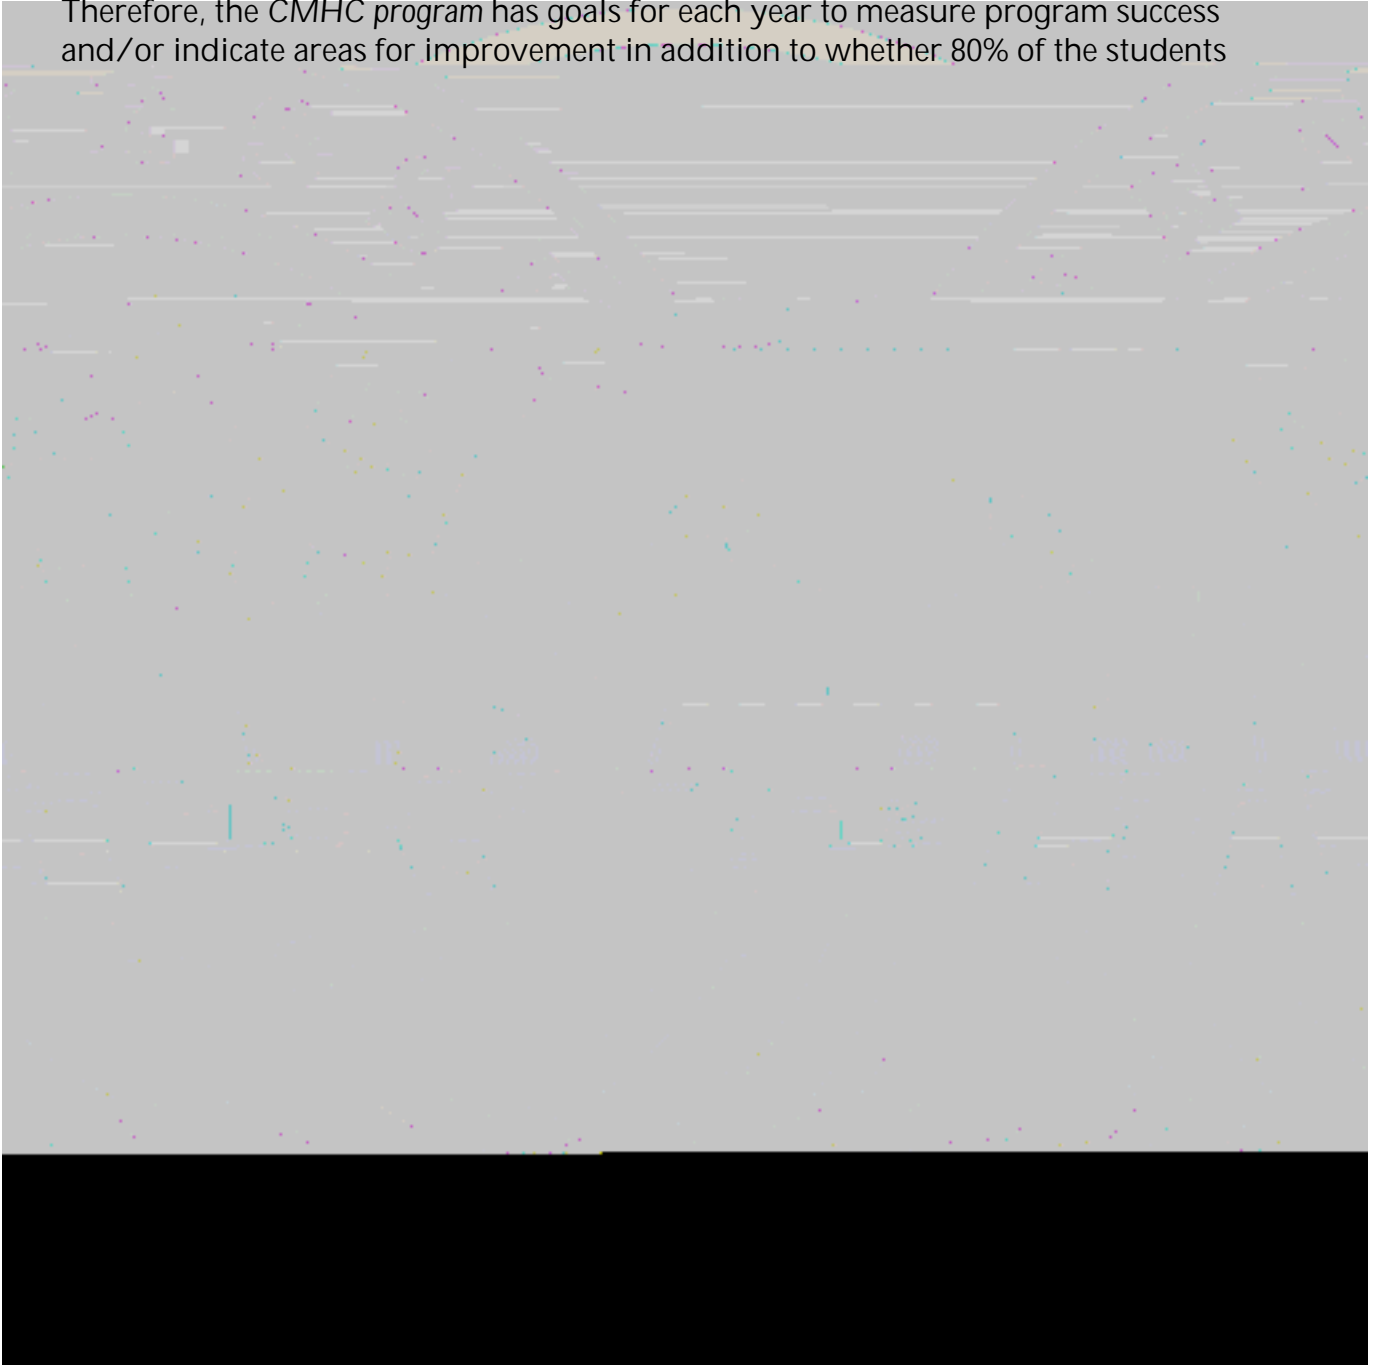 Therefore, the CMHC program has goals for each year to measure program success
and/or indicate areas for improvement in addition to whether 80% of the students